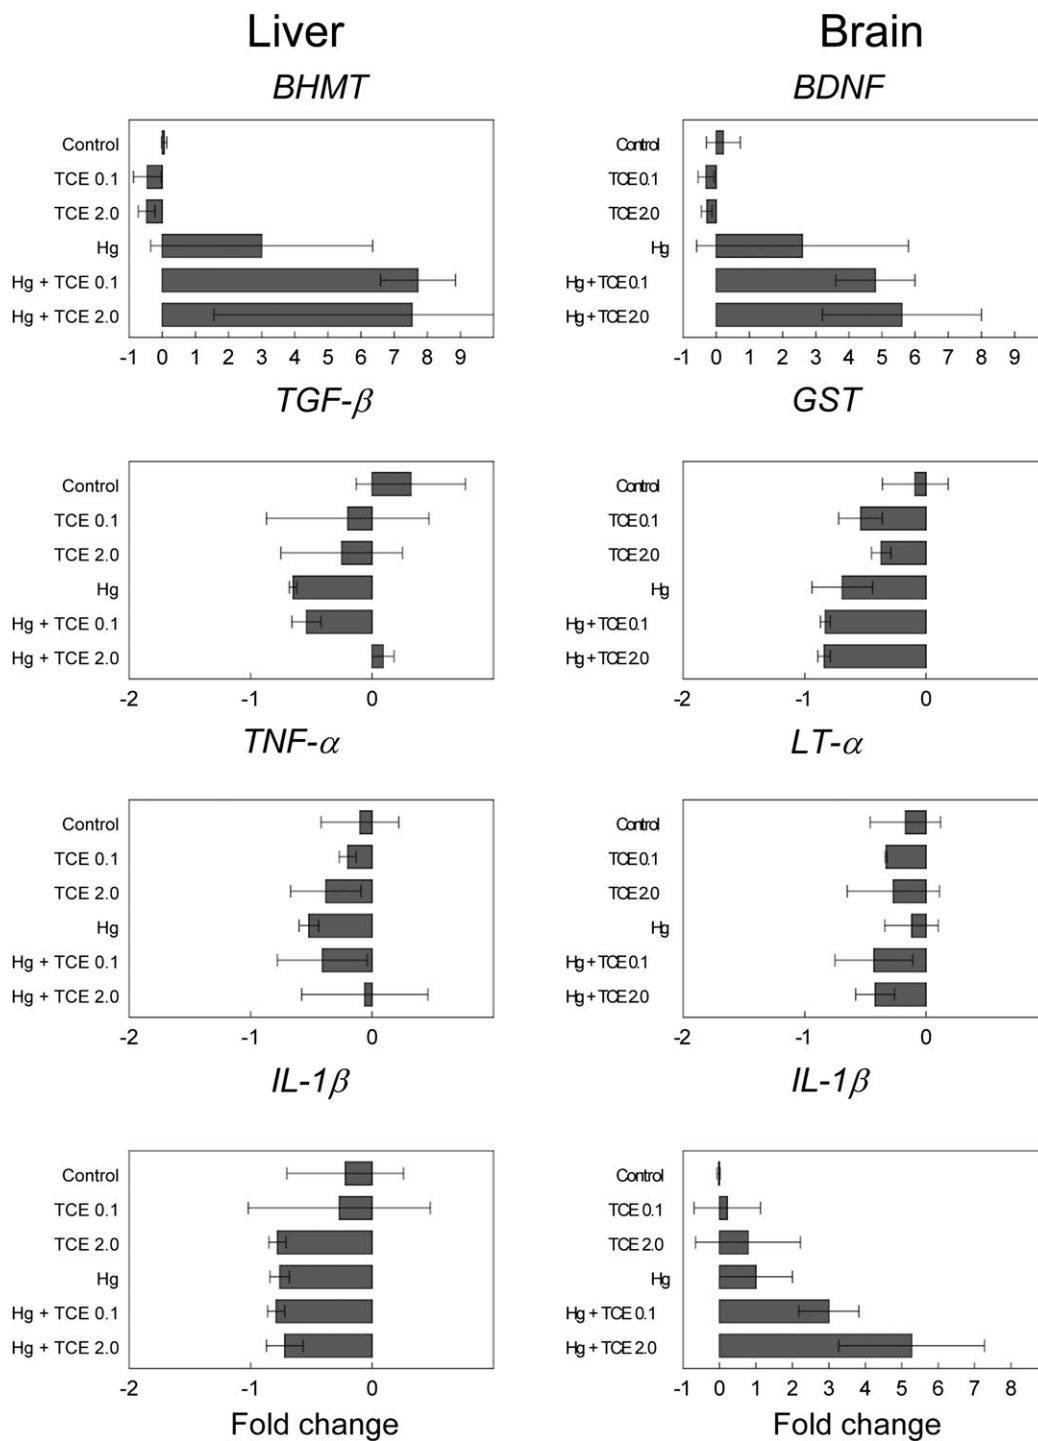 Liver
Brain
BHMT
BDNF
Control
TCE 0.1
TCE 2.0
Hg
Hg + TCE 0.1
Hg + TCE 2.0
-1 0 1 2 3 4 5 6 7 8 9
Control
TCE 0.1
TCE 2.0
Hg
Hg + TCE 0.1
Hg + TCE 2.0
-1 0 1 2 3 4 5 6 7 8 9
TGF-β
GST
Control
TCE 0.1
TCE 2.0
Hg
Hg + TCE 0.1
Hg + TCE 2.0
-2 -1 0
Control
TCE 0.1
TCE 2.0
Hg
Hg + TCE 0.1
Hg + TCE 2.0
-2 -1 0
TNF-α
LT-α
Control
TCE 0.1
TCE 2.0
Hg
Hg + TCE 0.1
Hg + TCE 2.0
-2 -1 0
Control
TCE 0.1
TCE 2.0
Hg
Hg + TCE 0.1
Hg + TCE 2.0
-2 -1 0
IL-1β
IL-1β
Control
TCE 0.1
TCE 2.0
Hg
Hg + TCE 0.1
Hg + TCE 2.0
-2 -1 0
Fold change
Control
TCE 0.1
TCE 2.0
Hg
Hg + TCE 0.1
Hg + TCE 2.0
-1 0 1 2 3 4 5 6 7 8
Fold change